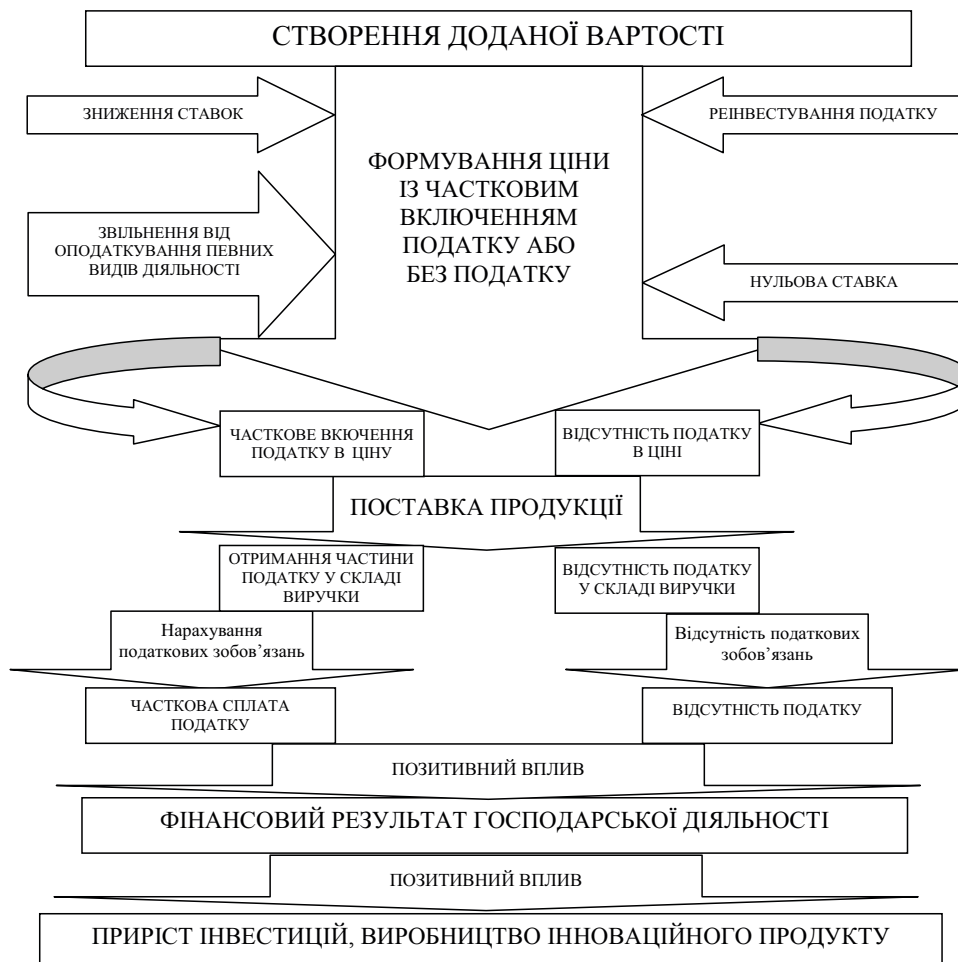 СТВОРЕННЯ ДОДАНОЇ ВАРТОСТІ
ЗНИЖЕННЯ СТАВОК
РЕІНВЕСТУВАННЯ ПОДАТКУ
ФОРМУВАННЯ ЦІНИ
ІЗ ЧАСТКОВИМ
ВКЛЮЧЕННЯМ
ПОДАТКУ АБО
БЕЗ ПОДАТКУ
ЗВІЛЬНЕННЯ ВІД
ОПОДАТКУВАННЯ ПЕВНИХ
ВИДІВ ДІЯЛЬНОСТІ
НУЛЬОВА СТАВКА
ЧАСТКОВЕ ВКЮЧЕННЯ
ПОДАТКУ В ЦІНУ
ВІДСУТНІСТЬ ПОДАТКУ
В ЦІНІ
ПОСТАВКА ПРОДУКЦІЇ
ОТРИМАННЯ ЧАСТИНИ
ПОДАТКУ У СКЛАДІ
ВИРУЧКИ
ВІДСУТНІСТЬ ПОДАТКУ
У СКЛАДІ ВИРУЧКИ
Нарахування
податкових зобов’язань
Відсутність податкових
зобов’язань
ЧАСТКОВА СПЛАТА
ПОДАТКУ
ВІДСУТНІСТЬ ПОДАТКУ
ПОЗИТИВНИЙ ВПЛИВ
ФІНАНСОВИЙ РЕЗУЛЬТАТ ГОСПОДАРСЬКОЇ ДІЯЛЬНОСТІ
ПОЗИТИВНИЙ ВПЛИВ
ПРИРІСТ ІНВЕСТИЦІЙ, ВИРОБНИЦТВО ІННОВАЦІЙНОГО ПРОДУКТУ